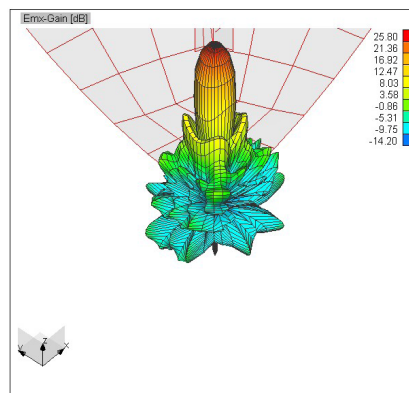 Emx-Gain [dB]
25.80
21.36
16.92
12.47
8.03
3.58
-0.86
-5.31
-9.75
-14.20
Z
Y
X